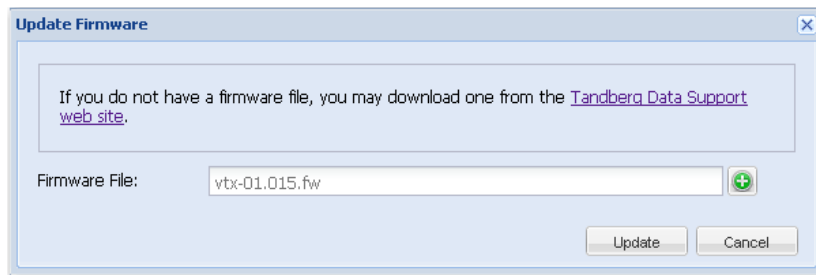 Update Firmware
If you do not have a firmware file, you may download one from the Tandberg Data Support
web site.
Firmware File: vtx-01.015.fw
Update Cancel